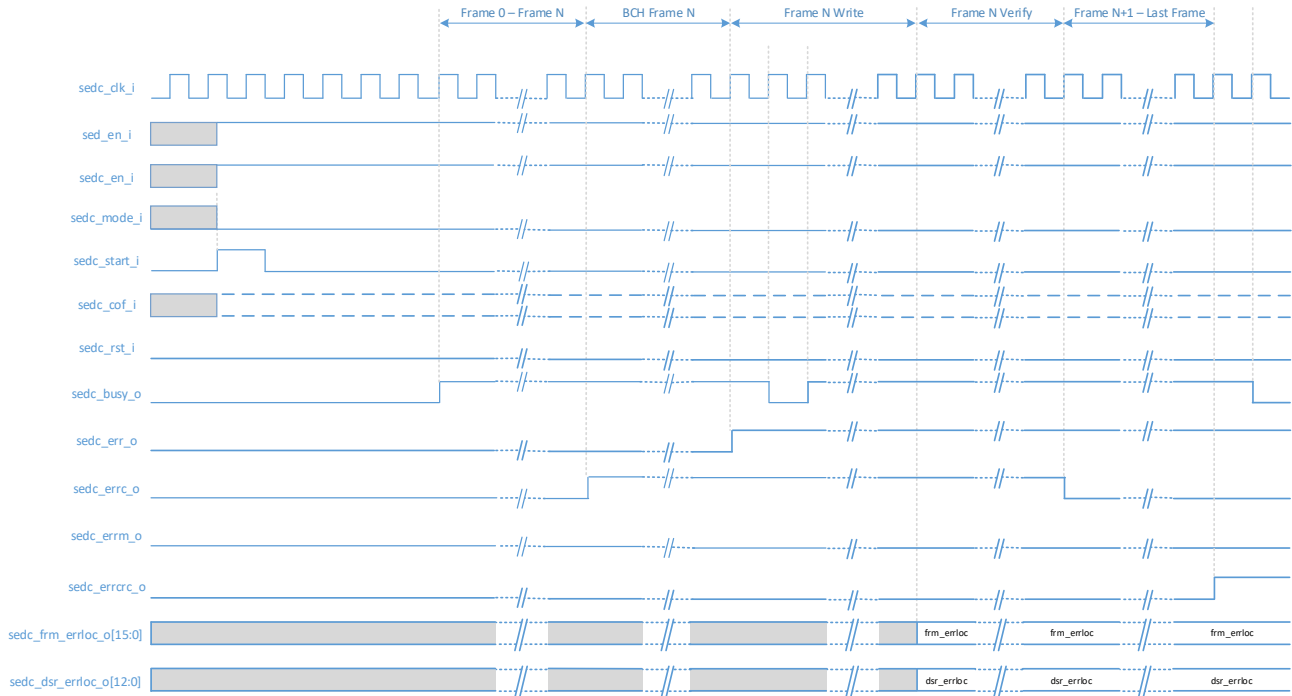 Frame 0 – Frame N BCH Frame N Frame N Write Frame N Verify Frame N+1 – Last Frame
sedc_clk_i
sed_en_i
sedc_en_i
sedc_mode_i
sedc_start_i
sedc_cof_i
sedc_rst_i
sedc_busy_o
sedc_err_o
sedc_errc_o
sedc_errm_o
sedc_errcrc_o
sedc_frm_errloc_o[15:0] frm_errloc frm_errloc frm_errloc
sedc_dsr_errloc_o[12:0] dsr_errloc dsr_errloc dsr_errloc